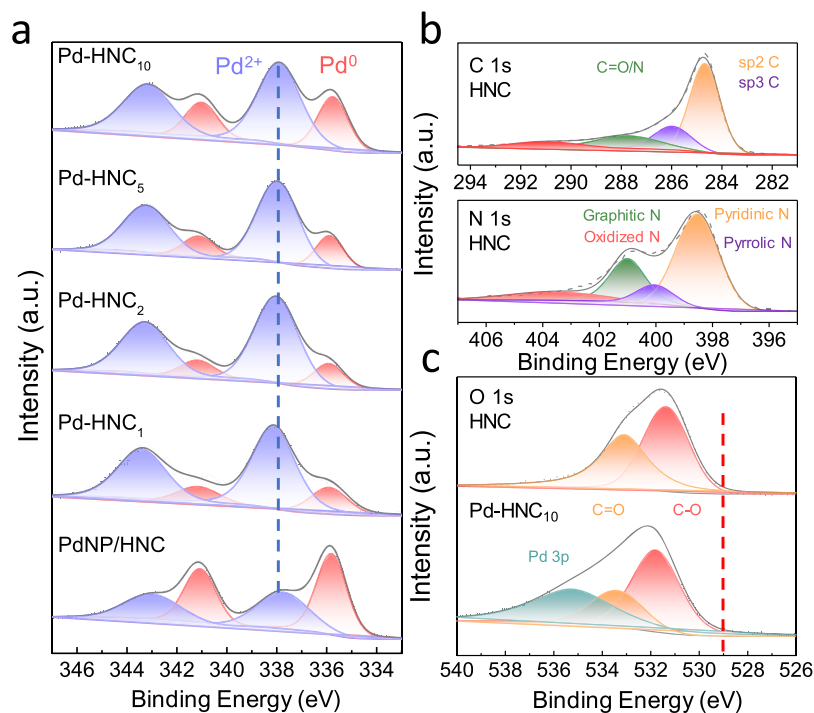 a
Pd-HNC10
Pd2+
Pd0
Pd-HNC5
Pd-HNC2
Pd-HNC1
PdNP/HNC
Intensity (a.u.)
346 344 342 340 338 336 334
Binding Energy (eV)
b
C 1s
HNC
C=O/N
sp2 C
sp3 C
294 292 290 288 286 284 282
N 1s
HNC
Graphitic N
Oxidized N
Pyridinic N
Pyrrolic N
Intensity (a.u.)
406 404 402 400 398 396
Binding Energy (eV)
c
O 1s
HNC
Pd-HNC10
C=O
C-O
Pd 3p
Intensity (a.u.)
540 538 536 534 532 530 528 526
Binding Energy (eV)